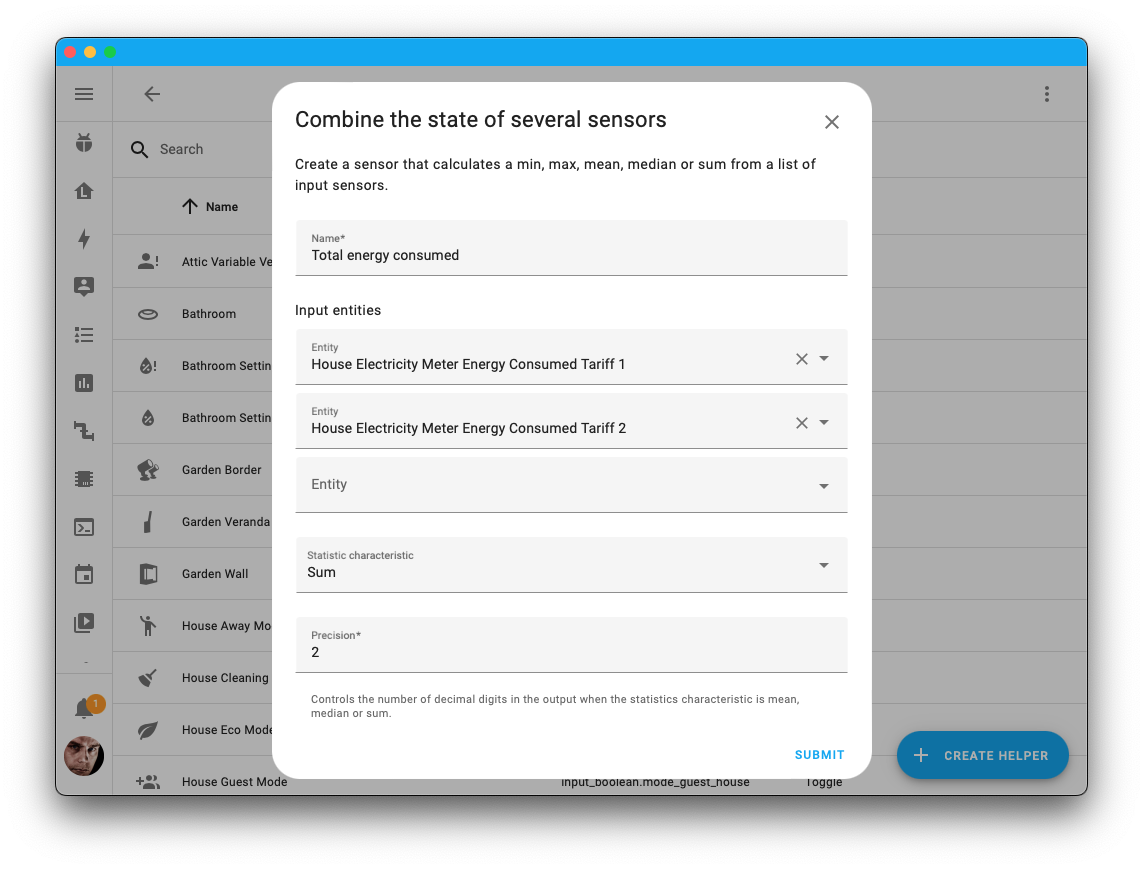 Search
Name
Attic Variable Ve
Bathroom
Bathroom Settin
Bathroom Settin
Garden Border
Garden Veranda
Garden Wall
House Away Mo
House Cleaning
House Eco Mode
House Guest Mode
input_boolean.mode_guest_house
Toggle
1
Combine the state of several sensors
Create a sensor that calculates a min, max, mean, median or sum from a list of
input sensors.
Name*
Total energy consumed
Input entities
Entity
House Electricity Meter Energy Consumed Tariff 1
Entity
House Electricity Meter Energy Consumed Tariff 2
Entity
Statistic characteristic
Sum
Precision*
2
Controls the number of decimal digits in the output when the statistics characteristic is mean,
median or sum.
SUBMIT
CREATE HELPER